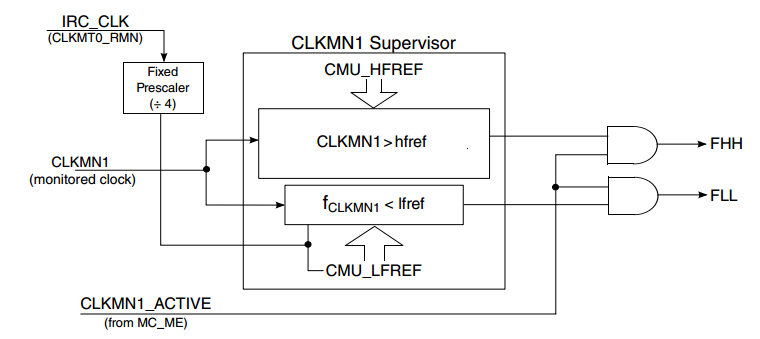 IRC_CLK
(CLKMT0_RMN)
Fixed
Prescaler
(÷ 4)
CLKMN1 Supervisor
CMU_HFREF
CLKMN1 > hfref
CLKMN1
(monitored clock)
fCLKMN1 < lfref
CMU_LFREF
FHH
FLL
CLKMN1_ACTIVE
(from MC_ME)